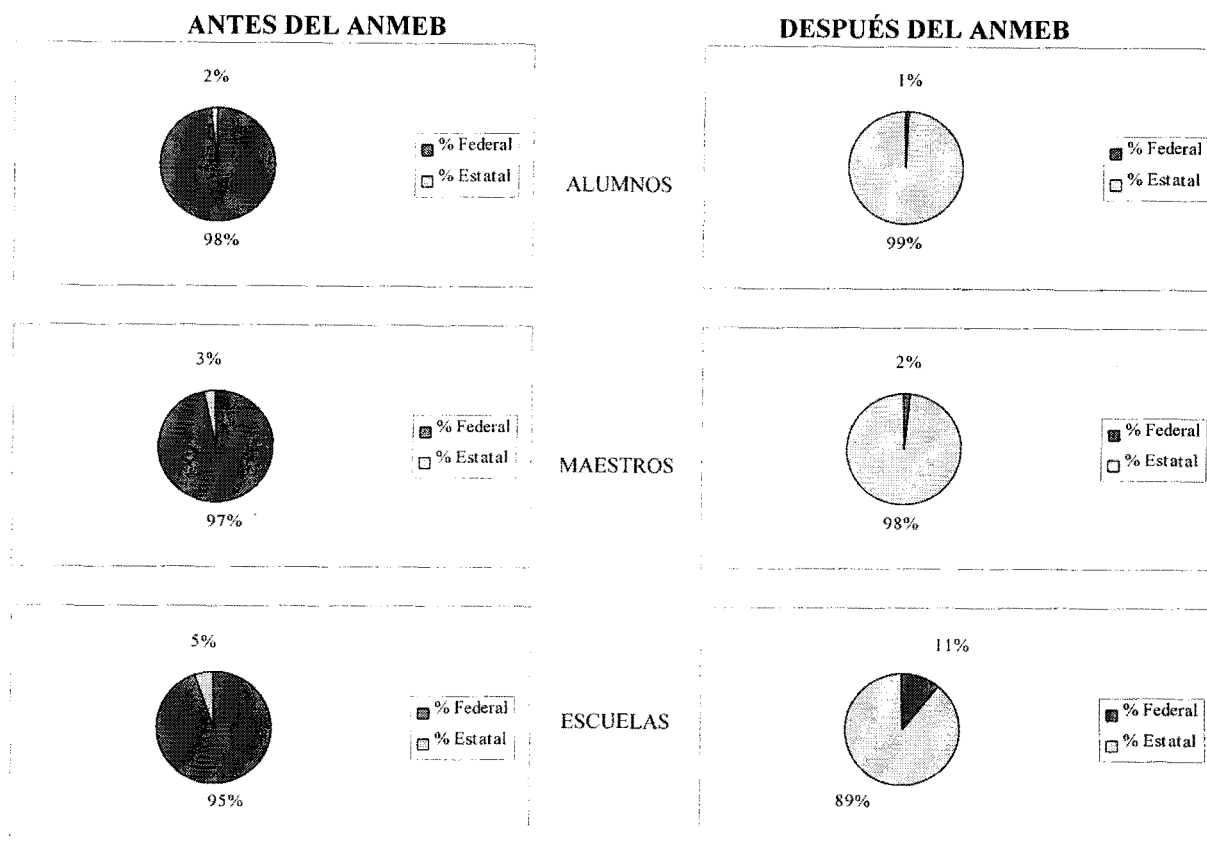 ANTES DEL ANMEB
DESPUÉS DEL ANMEB
2%
% Federal
% Estatal
98%
ALUMNOS
1%
% Federal
% Estatal
99%
3%
% Federal
% Estatal
97%
MAESTROS
2%
% Federal
% Estatal
98%
5%
% Federal
% Estatal
95%
ESCUELAS
11%
% Federal
% Estatal
89%